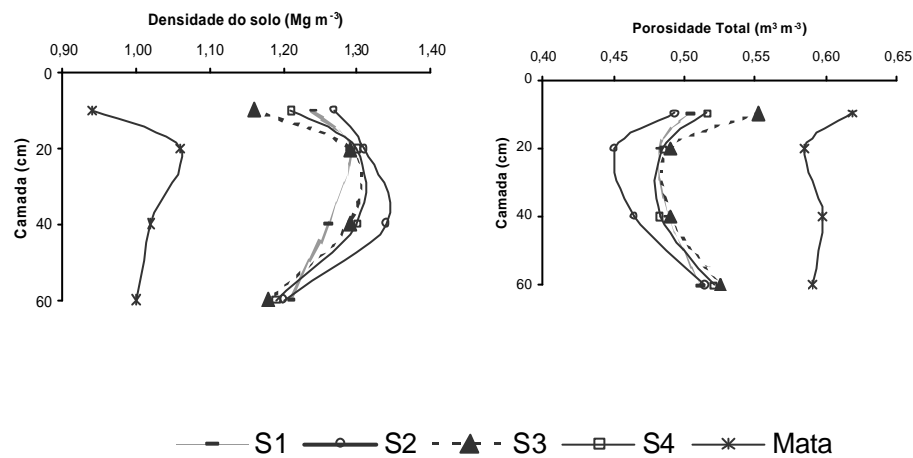 Densidade do solo (Mg m-3)
0,90 1,00 1,10 1,20 1,30 1,40
0
20
40
60
Camada (cm)
Porosidade Total (m³ m-3)
0,40 0,45 0,50 0,55 0,60 0,65
0
20
40
60
Camada (cm)
S1 S2 S3 S4 Mata